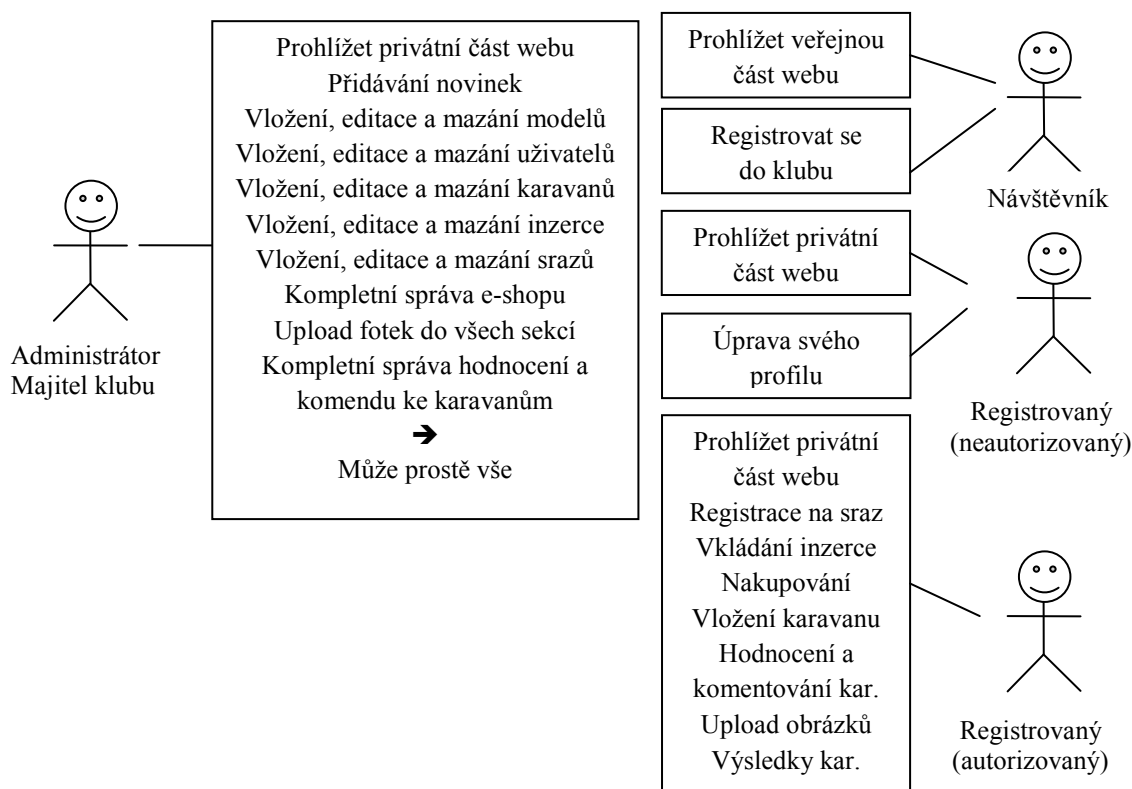 Administrátor
Majitel klubu
Prohlížet privátní část webu
Přidávání novinek
Vložení, editace a mazání modelů
Vložení, editace a mazání uživatelů
Vložení, editace a mazání karavanů
Vložení, editace a mazání inzerce
Vložení, editace a mazání srazů
Kompletní správa e-shopu
Upload fotek do všech sekcí
Kompletní správa hodnocení a
komendu ke karavanům
➔
Může prostě vše
Prohlížet veřejnou
část webu
Registrovat se
do klubu
Návštěvník
Prohlížet privátní
část webu
Úprava svého
profilu
Registrovaný
(neautorizovaný)
Prohlížet privátní
část webu
Registrace na sraz
Vkládání inzerce
Nakupování
Vložení karavanu
Hodnocení a
komentování kar.
Upload obrázků
Výsledky kar.
Registrovaný
(autorizovaný)